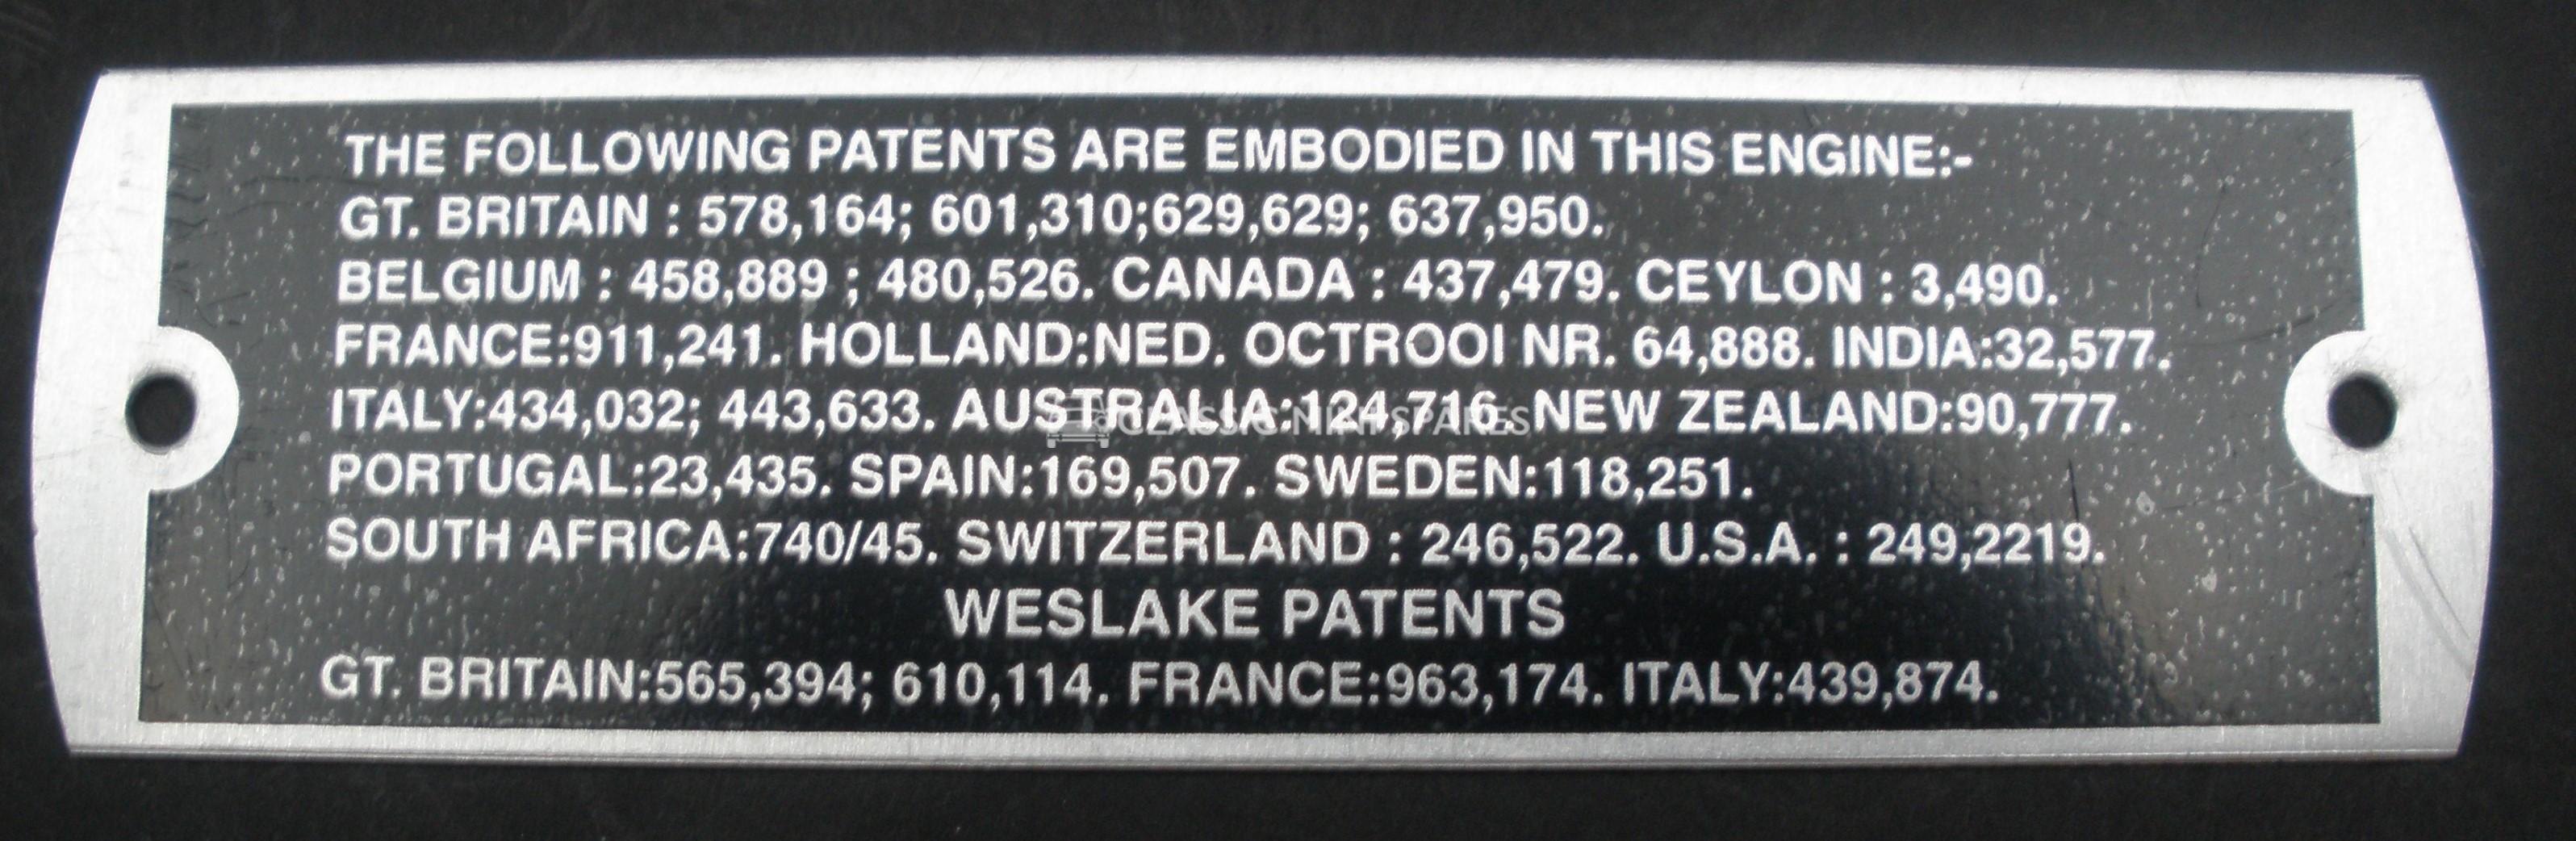 THE FOLLOWING PATENTS ARE EMBODIED IN THIS ENGINE:-
GT. BRITAIN : 578,164; 601,310;629,629; 637,950.
BELGIUM : 458,889 ; 480,526. CANADA : 437,479. CEYLON : 3,490.
FRANCE:911,241. HOLLAND:NED. OCTROOI NR. 64,888. INDIA:32,577.
ITALY:434,032; 443,633. AUSTRALIA:124,716. NEW ZEALAND:90,777.
CLASSIC MINI SPARES
PORTUGAL:23,435. SPAIN:169,507. SWEDEN:118,251.
SOUTH AFRICA:740/45. SWITZERLAND : 246,522. U.S.A. : 249,2219.
WESLAKE PATENTS
GT. BRITAIN:565,394; 610,114. FRANCE:963,174. ITALY:439,874.